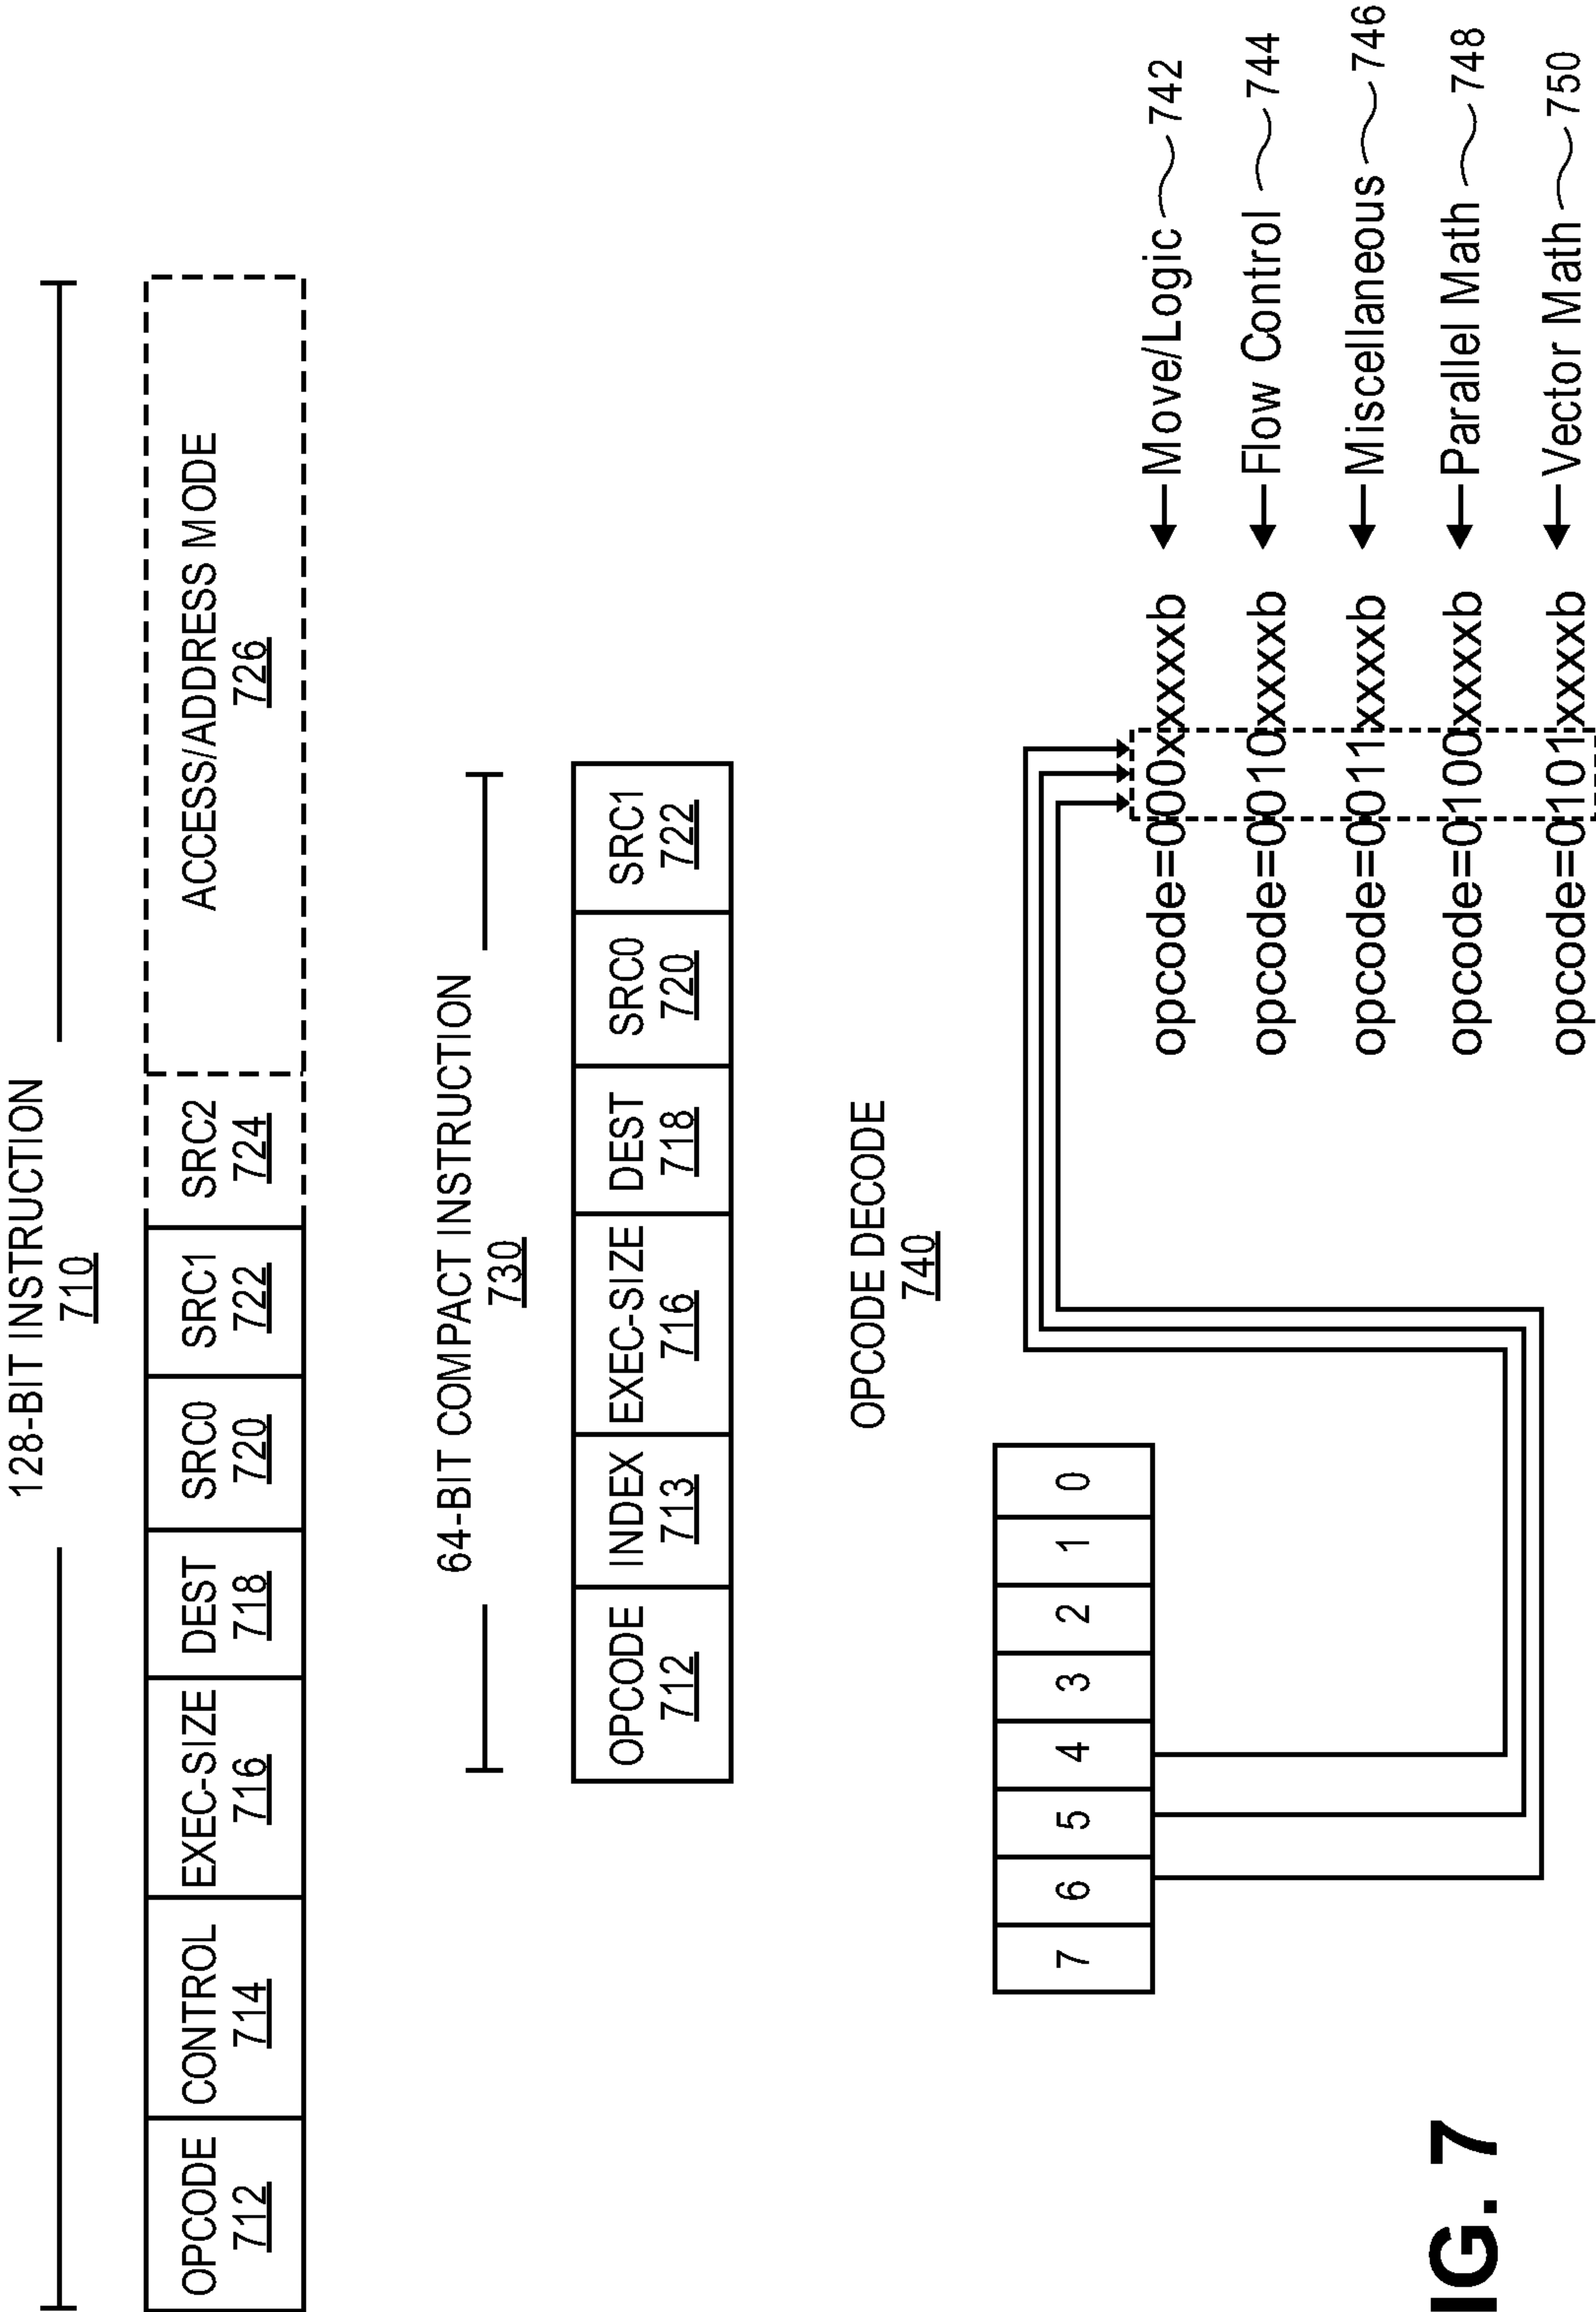 128-BIT INSTRUCTION
710
OPCODE CONTROL EXEC-SIZE DEST SRC0 SRC1 SRC2 ACCESS/ADDRESS MODE
712 714 716 718 720 722 724 726
64-BIT COMPACT INSTRUCTION
730
OPCODE INDEX EXEC-SIZE DEST SRC0 SRC1
712 713 716 718 720 722
OPCODE DECODE
740
7 6 5 4 3 2 1 0
opcode=000xxxxxb Move/Logic 742
opcode=0010xxxxb Flow Control 744
opcode=0011xxxxb Miscellaneous 746
opcode=0100xxxxb Parallel Math 748
opcode=0101xxxxb Vector Math 750
IG. 7